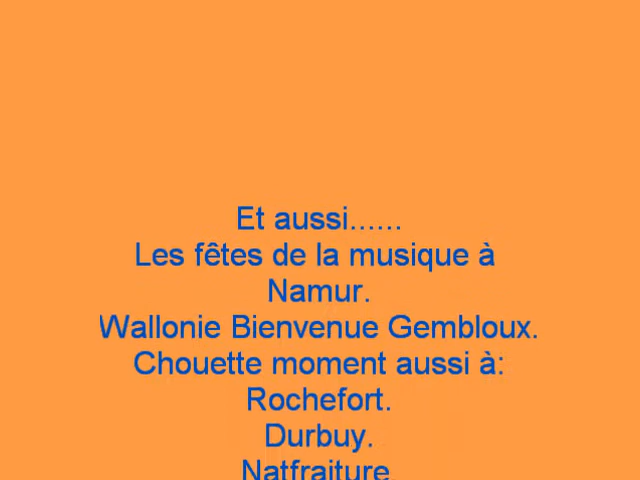 Et aussi......
Les fêtes de la musique à
Namur.
Wallonie Bienvenue Gembloux.
Chouette moment aussi à:
Rochefort.
Durbuy.
Natfraiture